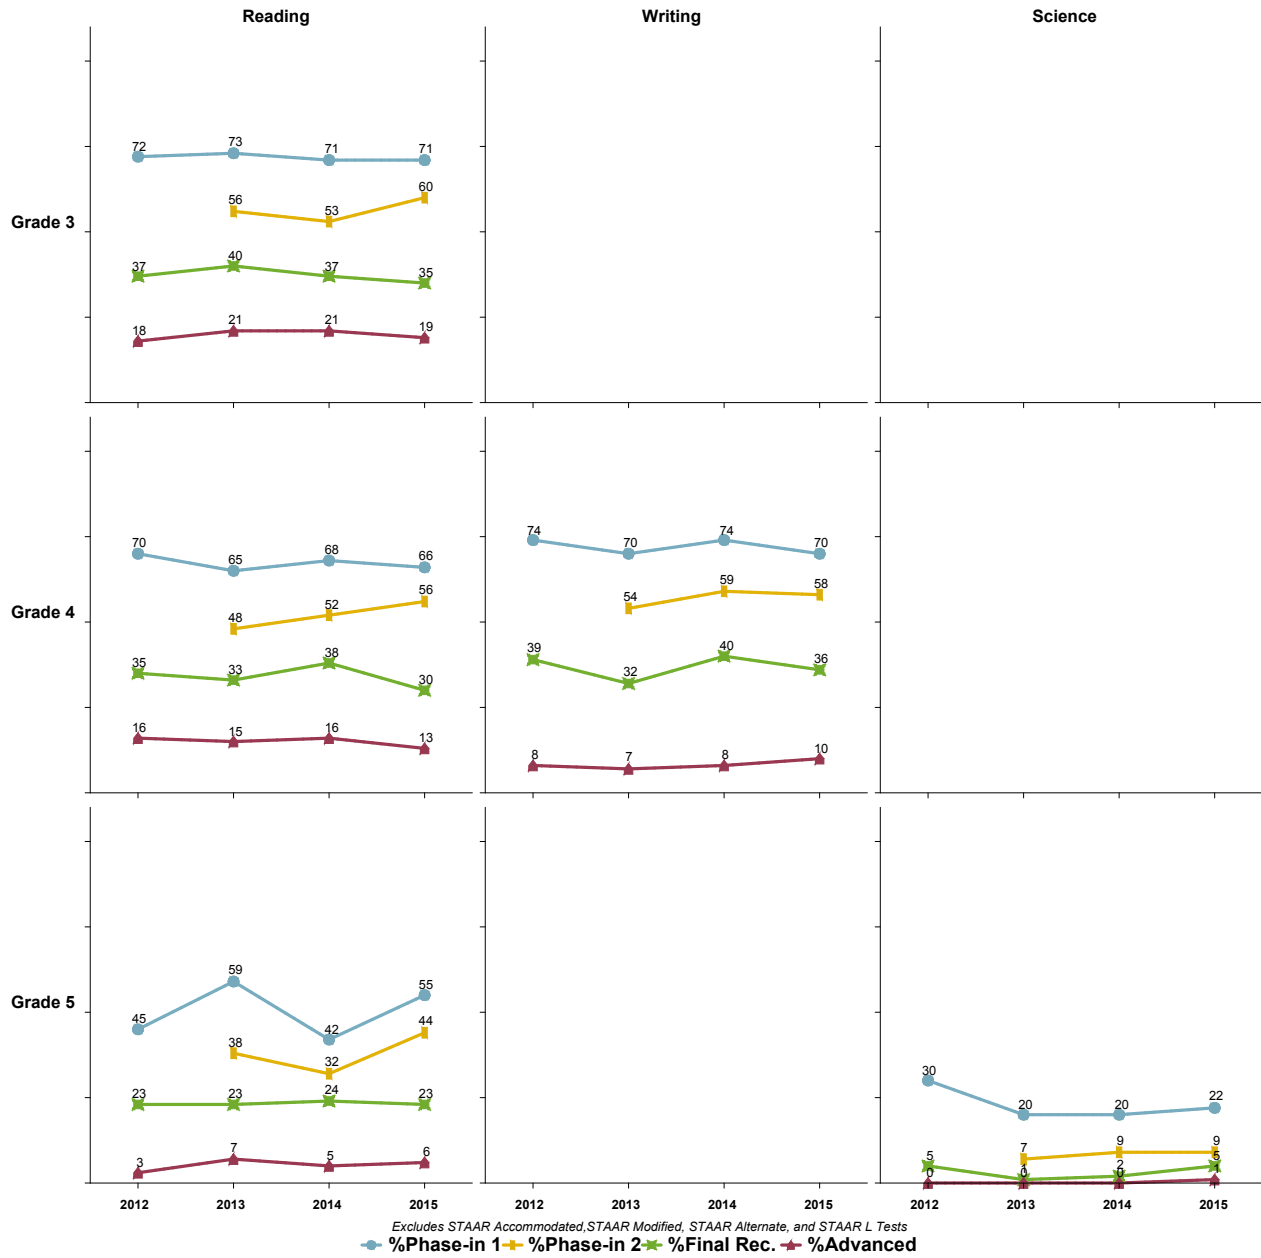 Reading Writing Science
72 73 71 71
56 53 60
Grade 3
37 40 37 35
18 21 21 19
70 65 68 66
74 70 74 70
48 52 56
54 59 58
Grade 4
35 33 38 30
39 32 40 36
16 15 16 13
8 7 8 10
45 59 42 55
Grade 5
38 32 44
23 23 24 23
3 7 5 6
30 20 20 22
7 9 9
5 1 2 5
0 0 0 1
2012 2013 2014 2015 2012 2013 2014 2015 2012 2013 2014 2015
Excludes STAAR Accommodated,STAAR Modified, STAAR Alternate, and STAAR L Tests
%Phase-in 1 %Phase-in 2 %Final Rec. %Advanced